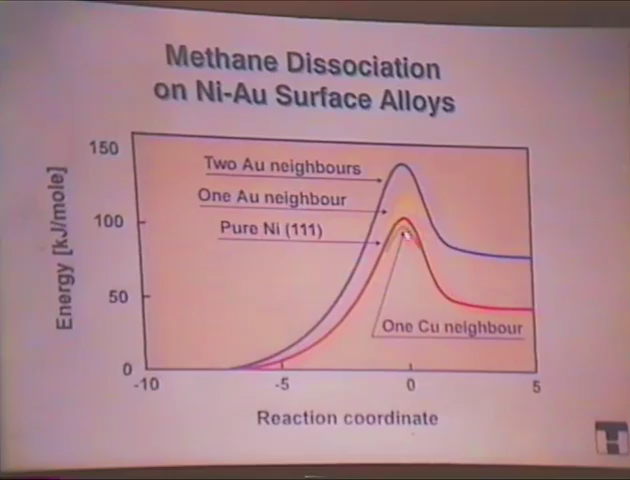 Methane Dissociation
on Ni-Au Surface Alloys
Energy [kJ/mole]
150
100
50
0
Two Au neighbours
One Au neighbour
Pure Ni (111)
One Cu neighbour
-10
-5
0
5
Reaction coordinate